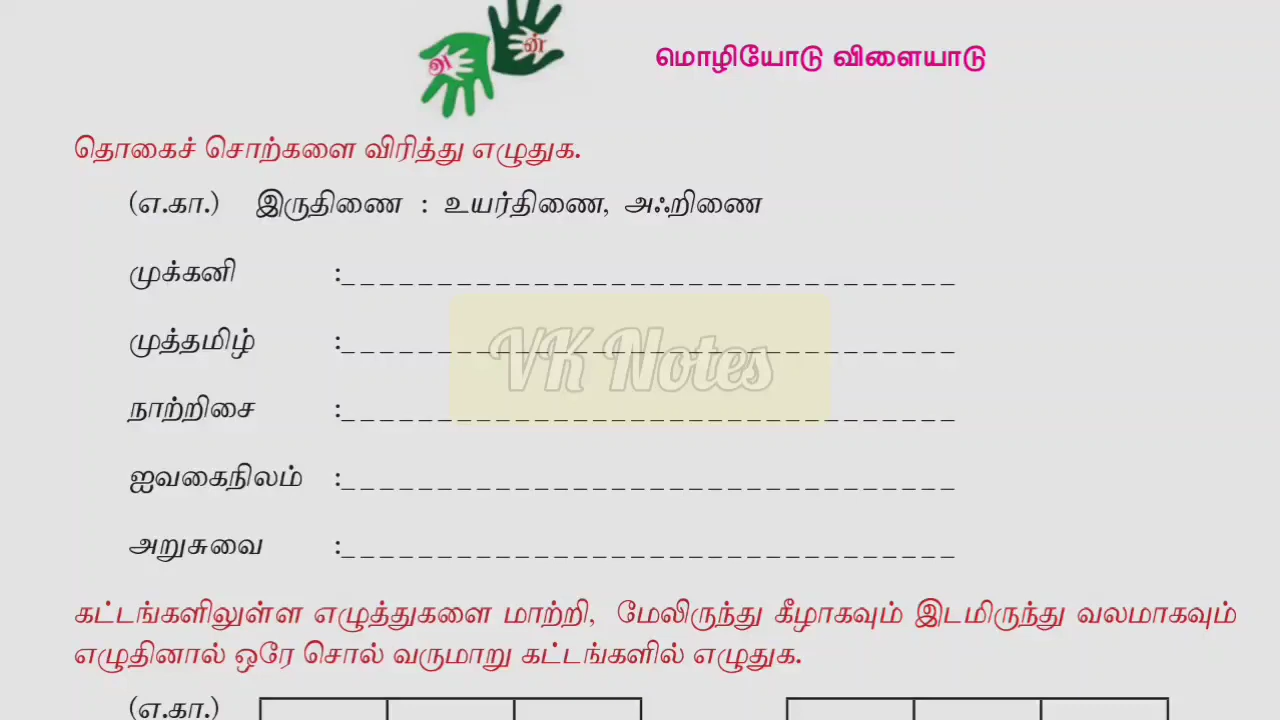 அ
ன்
மொழியோடு விளையாடு
தொகைச் சொற்களை விரித்து எழுதுக.
(எ.கா.) இருதிணை : உயர்திணை, அஃறிணை
முக்கனி :_ _ _ _ _ _ _ _ _ _ _ _ _ _ _ _ _ _ _ _ _ _ _ _ _ _ _ _ _ _ _ _
முத்தமிழ் :_ _ _ _ _ _ _ _ _ _ _ _ _ _ _ _ _ _ _ _ _ _ _ _ _ _ _ _ _ _ _ _
VK Notes
நாற்றிசை :_ _ _ _ _ _ _ _ _ _ _ _ _ _ _ _ _ _ _ _ _ _ _ _ _ _ _ _ _ _ _ _
ஐவகைநிலம் :_ _ _ _ _ _ _ _ _ _ _ _ _ _ _ _ _ _ _ _ _ _ _ _ _ _ _ _ _ _ _ _
அறுசுவை :_ _ _ _ _ _ _ _ _ _ _ _ _ _ _ _ _ _ _ _ _ _ _ _ _ _ _ _ _ _ _ _
கட்டங்களிலுள்ள எழுத்துகளை மாற்றி, மேலிருந்து கீழாகவும் இடமிருந்து வலமாகவும்
எழுதினால் ஒரே சொல் வருமாறு கட்டங்களில் எழுதுக.
(எ.கா.)